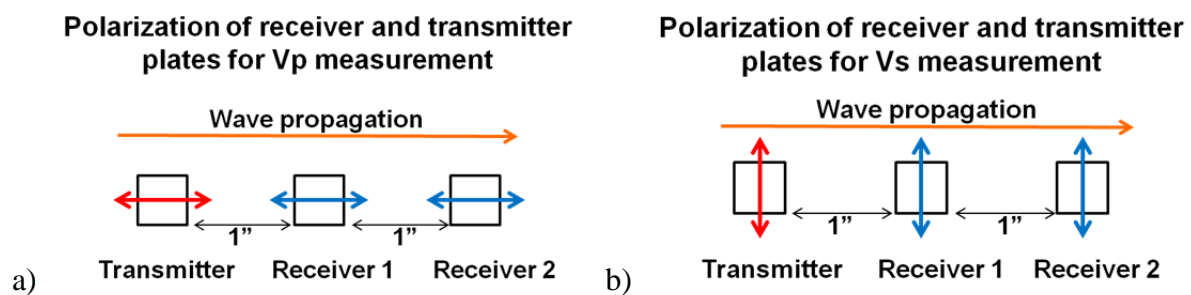 Polarization of receiver and transmitter
plates for Vp measurement
Wave propagation
1” 1”
Transmitter Receiver 1 Receiver 2
a)
Polarization of receiver and transmitter
plates for Vs measurement
Wave propagation
1” 1”
Transmitter Receiver 1 Receiver 2
b)